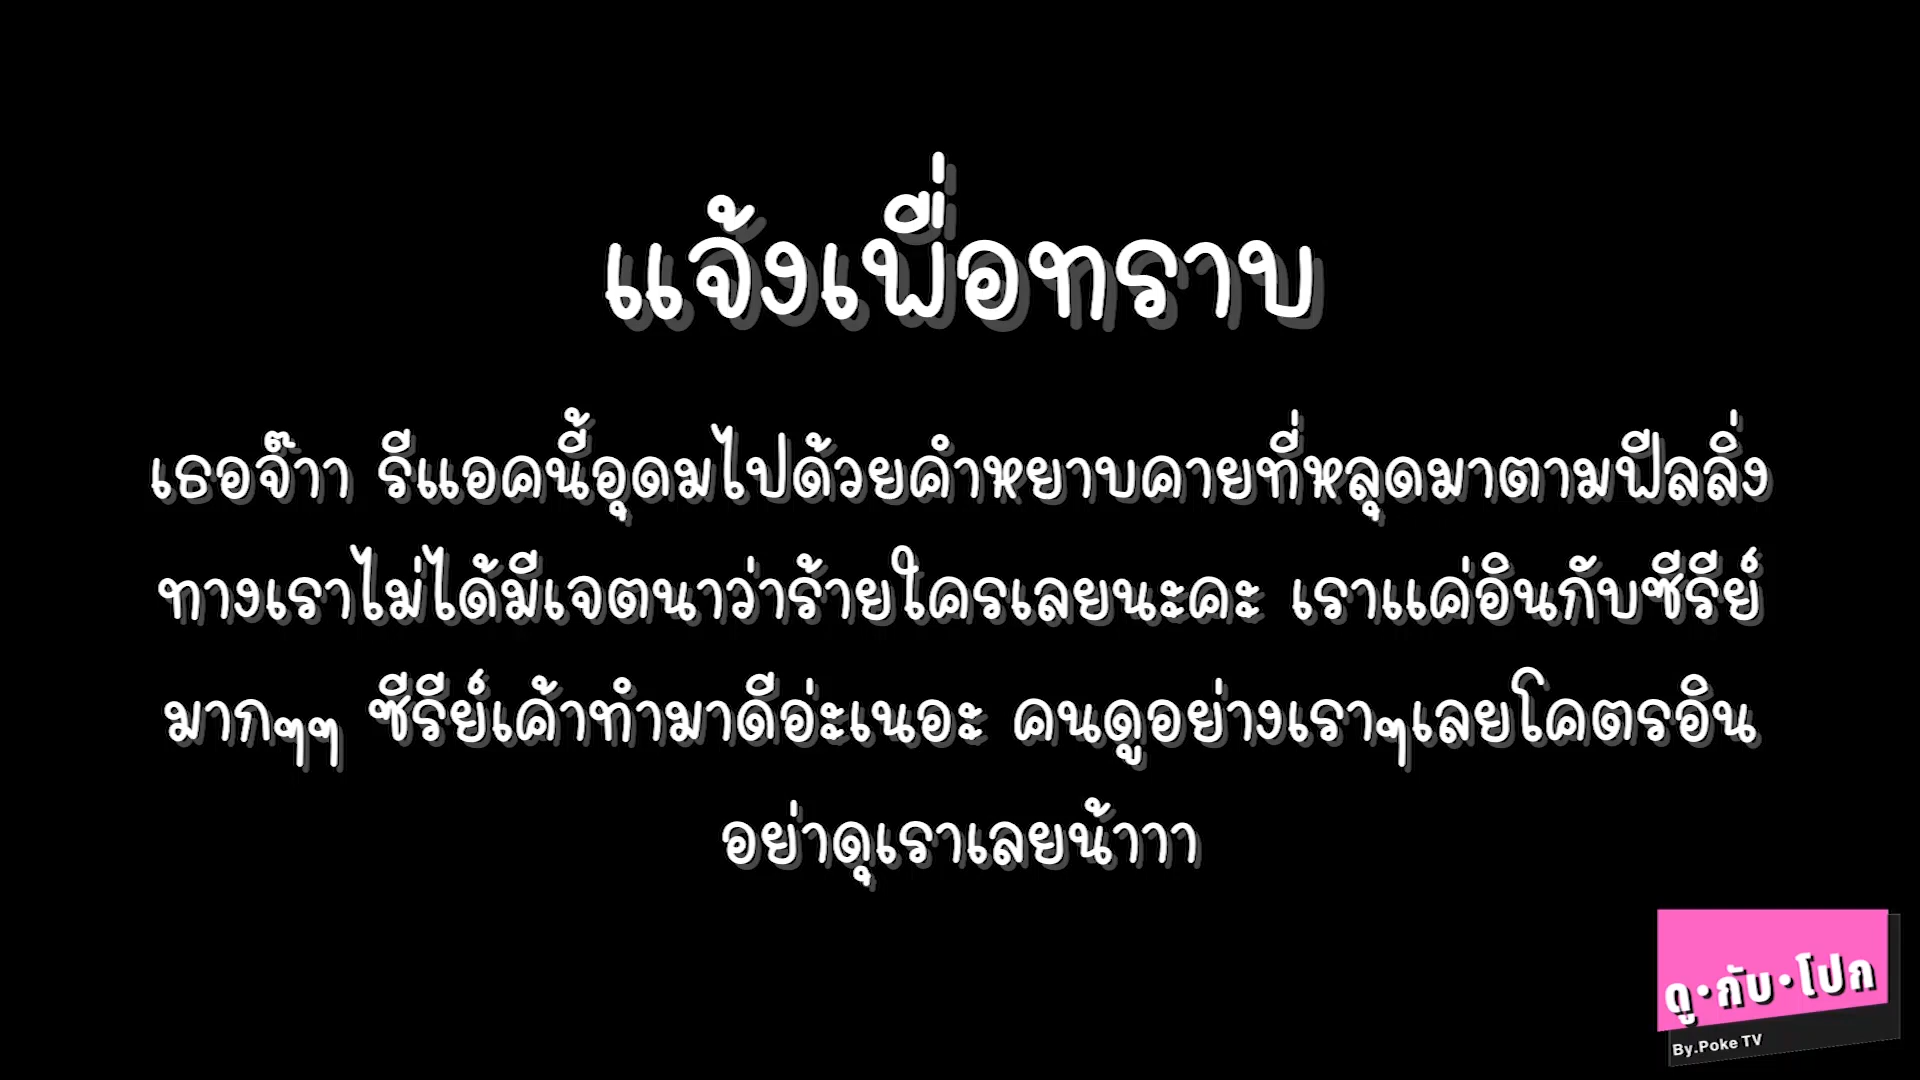 แจ้งเพื่อทราบ
เธอจ๊าา รีแอคนี้อุดมไปด้วยคำหยาบคายที่หลุดมาตามฟีลลิ่ง
ทางเราไม่ได้มีเจตนาว่าร้ายใครเลยนะคะ เราแค่อินกับซีรีย์
มากๆๆ ซีรีย์เค้าทำมาดีอ่ะเนอะ คนดูอย่างเราๆเลยโคตรอิน
อย่าดุเราเลยน้าาา
ดู•กับ•โปก
By.Poke TV